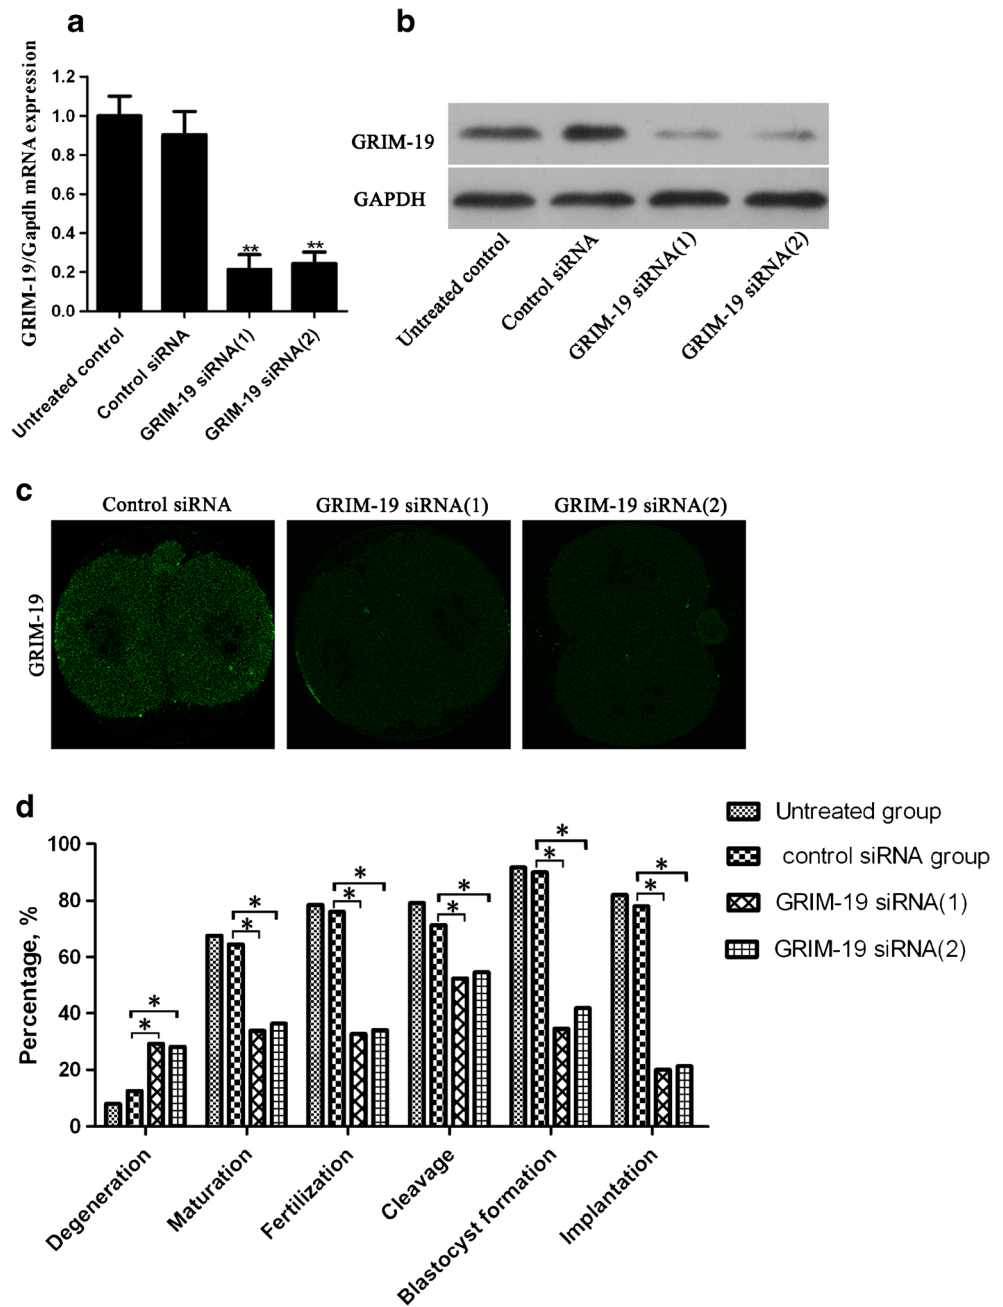 a
GRIM-19/Gapdh mRNA expression
1.2
1.0
0.8
0.6
0.4
0.2
0.0
** **
Untreated control
Control siRNA
GRIM-19 siRNA(1)
GRIM-19 siRNA(2)
b
GRIM-19
GAPDH
Untreated control
Control siRNA
GRIM-19 siRNA(1)
GRIM-19 siRNA(2)
c
Control siRNA
GRIM-19 siRNA(1)
GRIM-19 siRNA(2)
GRIM-19
d
Percentage, %
100
80
60
40
20
0
* *
* *
* *
* *
* *
* *
Degeneration
Maturation
Fertilization
Cleavage
Blastocyst formation
Implantation
Untreated group
control siRNA group
GRIM-19 siRNA(1)
GRIM-19 siRNA(2)